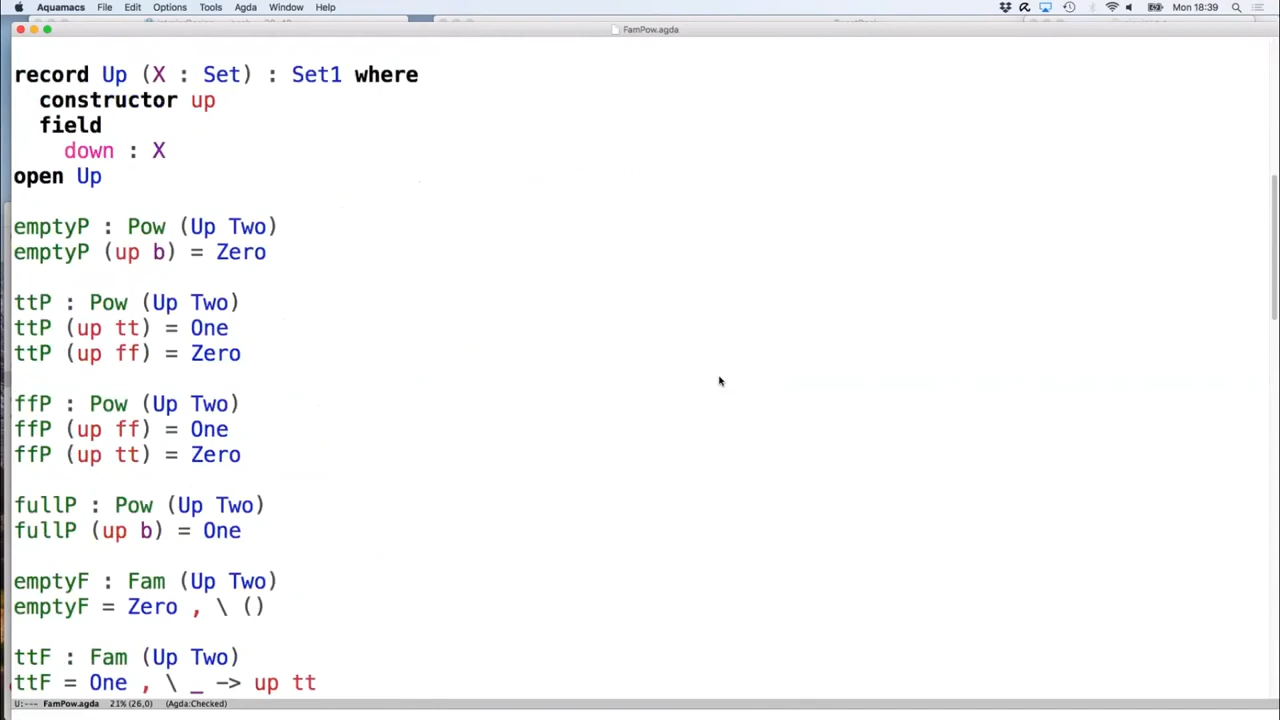 Aquamacs File Edit Options Tools Agda Window Help Mon 18:39
FamPow.agda
record Up (X : Set) : Set1 where
constructor up
field
down : X
open Up
emptyP : Pow (Up Two)
emptyP (up b) = Zero
ttP : Pow (Up Two)
ttP (up tt) = One
ttP (up ff) = Zero
ffP : Pow (Up Two)
ffP (up ff) = One
ffP (up tt) = Zero
fullP : Pow (Up Two)
fullP (up b) = One
emptyF : Fam (Up Two)
emptyF = Zero , \ ()
ttF : Fam (Up Two)
ttF = One , \ _ -> up tt
U:--- FamPow.agda 21% (26,0) (Agda:Checked)